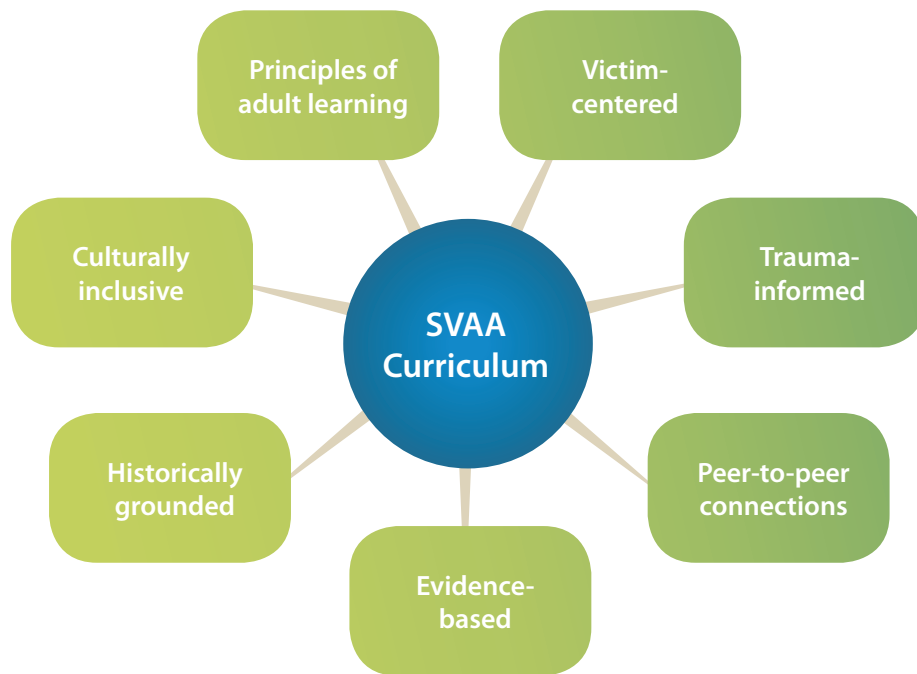 Principles of
adult learning
Victim-
centered
Culturally
inclusive
Trauma-
informed
SVAA
Curriculum
Historically
grounded
Peer-to-peer
connections
Evidence-
based